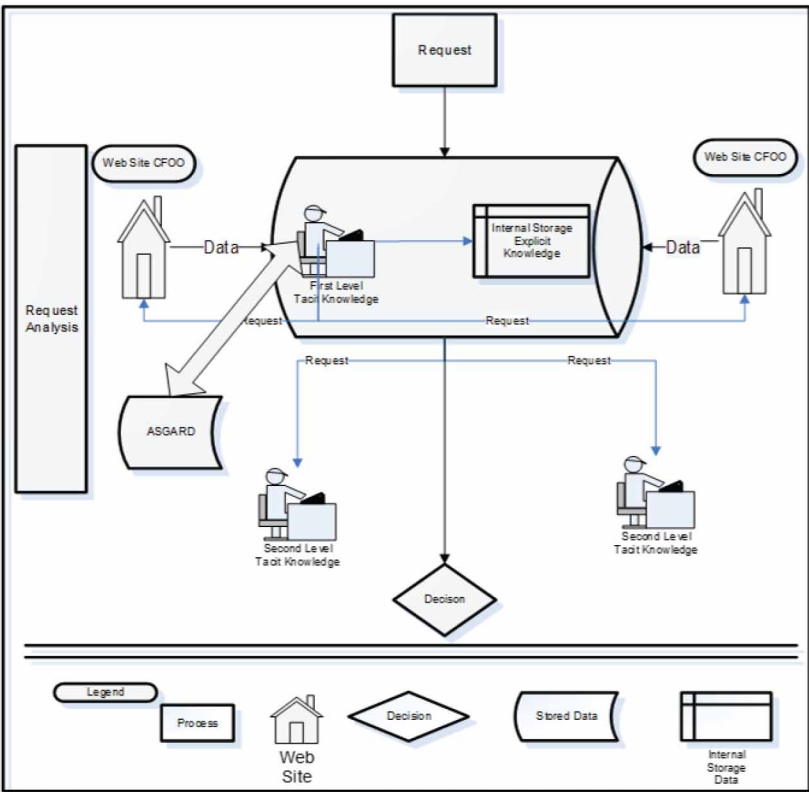 Request
Web Site CFOO
Web Site CFOO
Request
Analysis
Data
Internal Storage
Explicit
Knowledge
Data
First Level
Tacit Knowledge
Request
Request
Request
Request
ASGARD
Second Level
Tacit Knowledge
Second Level
Tacit Knowledge
Decison
Legend
Process
Web
Site
Decision
Stored Data
Internal
Storage
Data